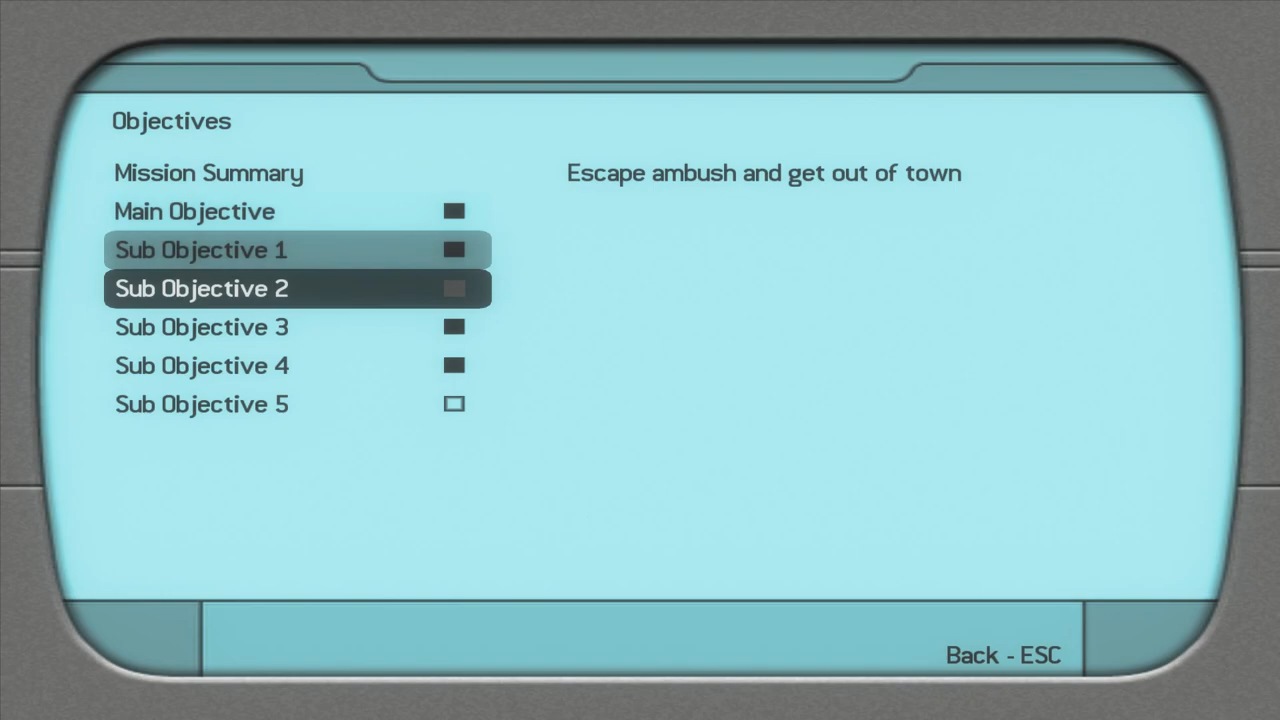 Objectives
Mission Summary
Escape ambush and get out of town
Main Objective
Sub Objective 1
Sub Objective 2
Sub Objective 3
Sub Objective 4
Sub Objective 5
Back - ESC